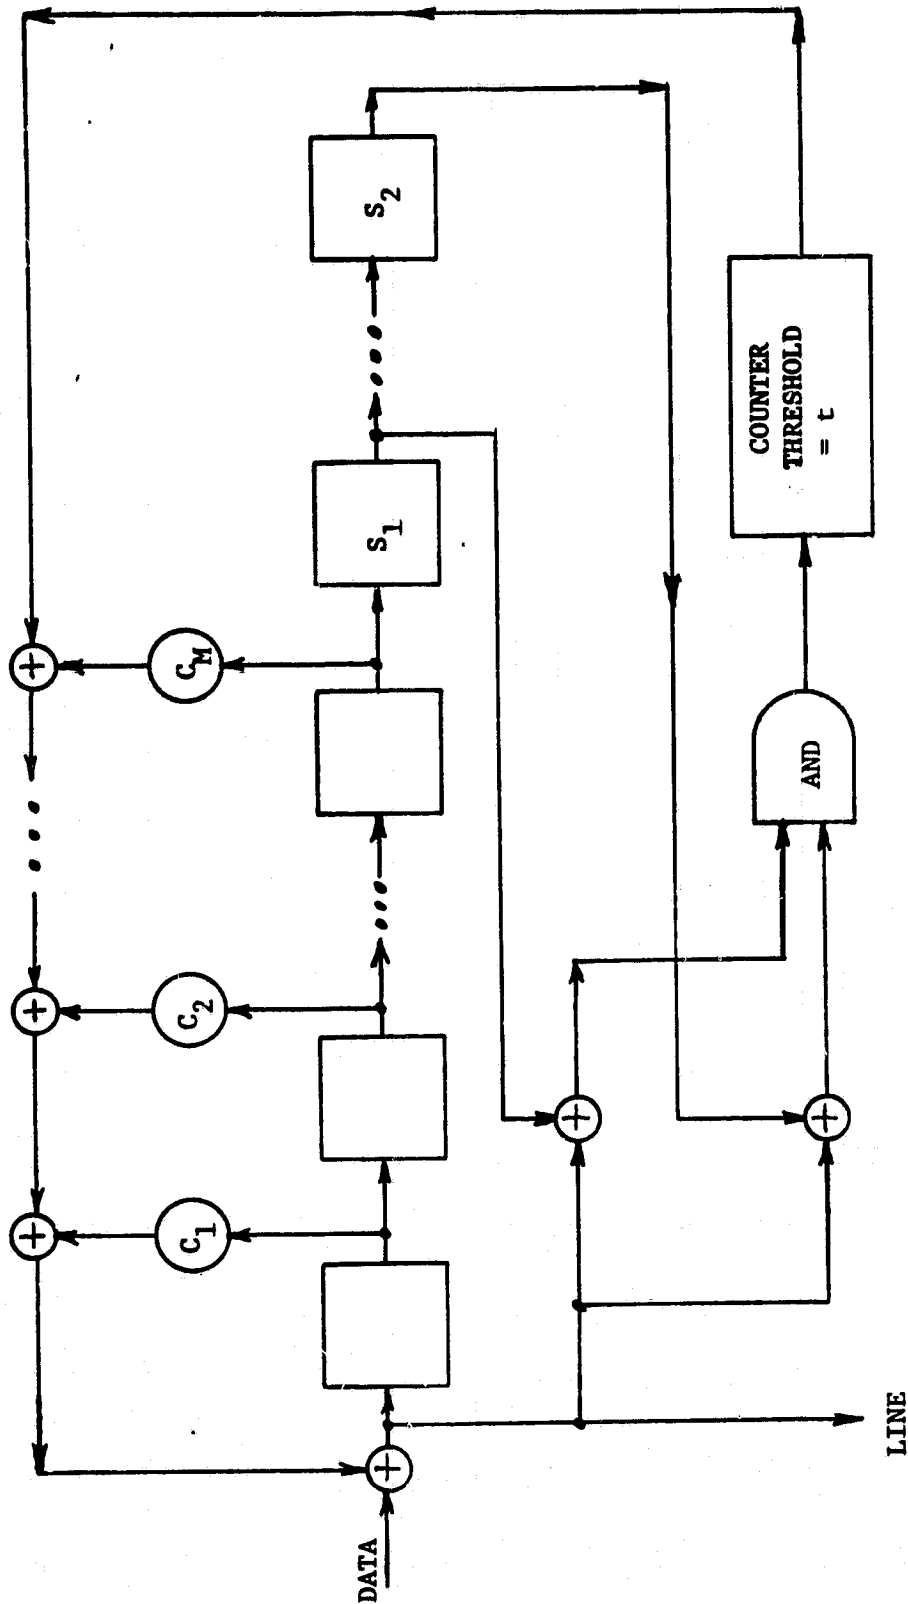 DATA
LINE
C1
C2
CM
S1
S2
AND
COUNTER
THRESHOLD
= t